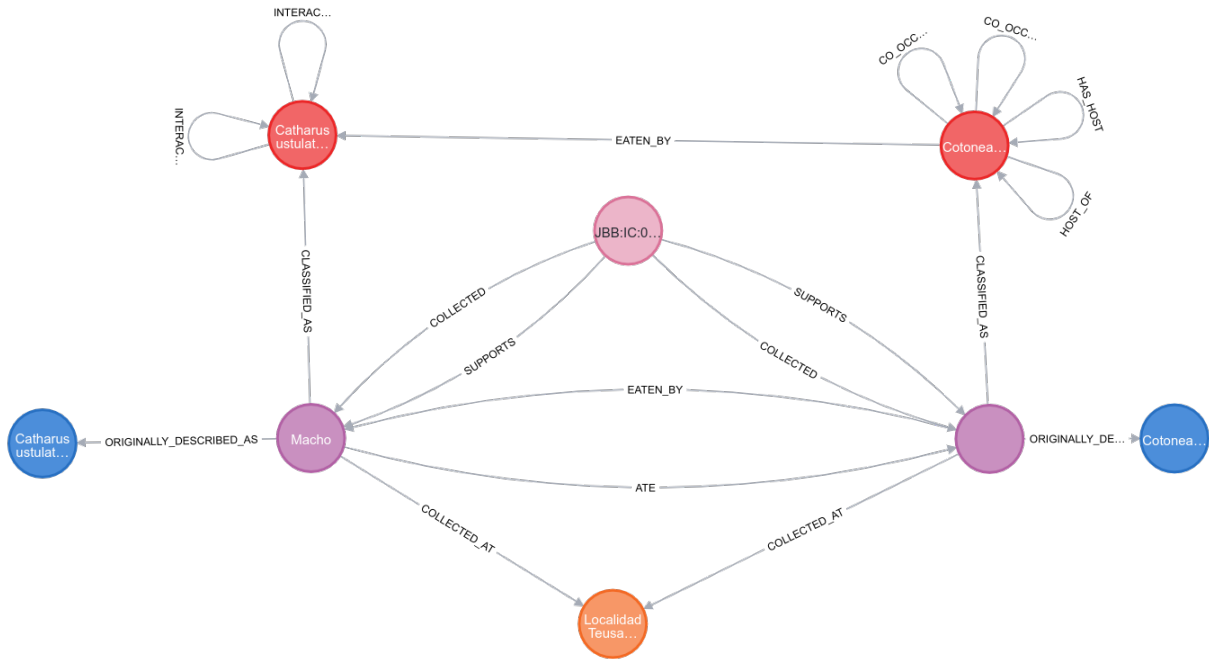 INTERAC…
CO_OCC…
CO_OCC…
INTERAC…
HAS_HOST
Catharus
ustulat…
EATEN_BY
Cotonea…
HOST_OF
JBB:IC:0…
CLASSIFIED_AS
CLASSIFIED_AS
COLLECTED
SUPPORTS
SUPPORTS
COLLECTED
EATEN_BY
Catharus
ustulat…
ORIGINALLY_DESCRIBED_AS
Macho
ORIGINALLY_DE…
Cotonea…
ATE
COLLECTED_AT
COLLECTED_AT
Localidad
Teusa…